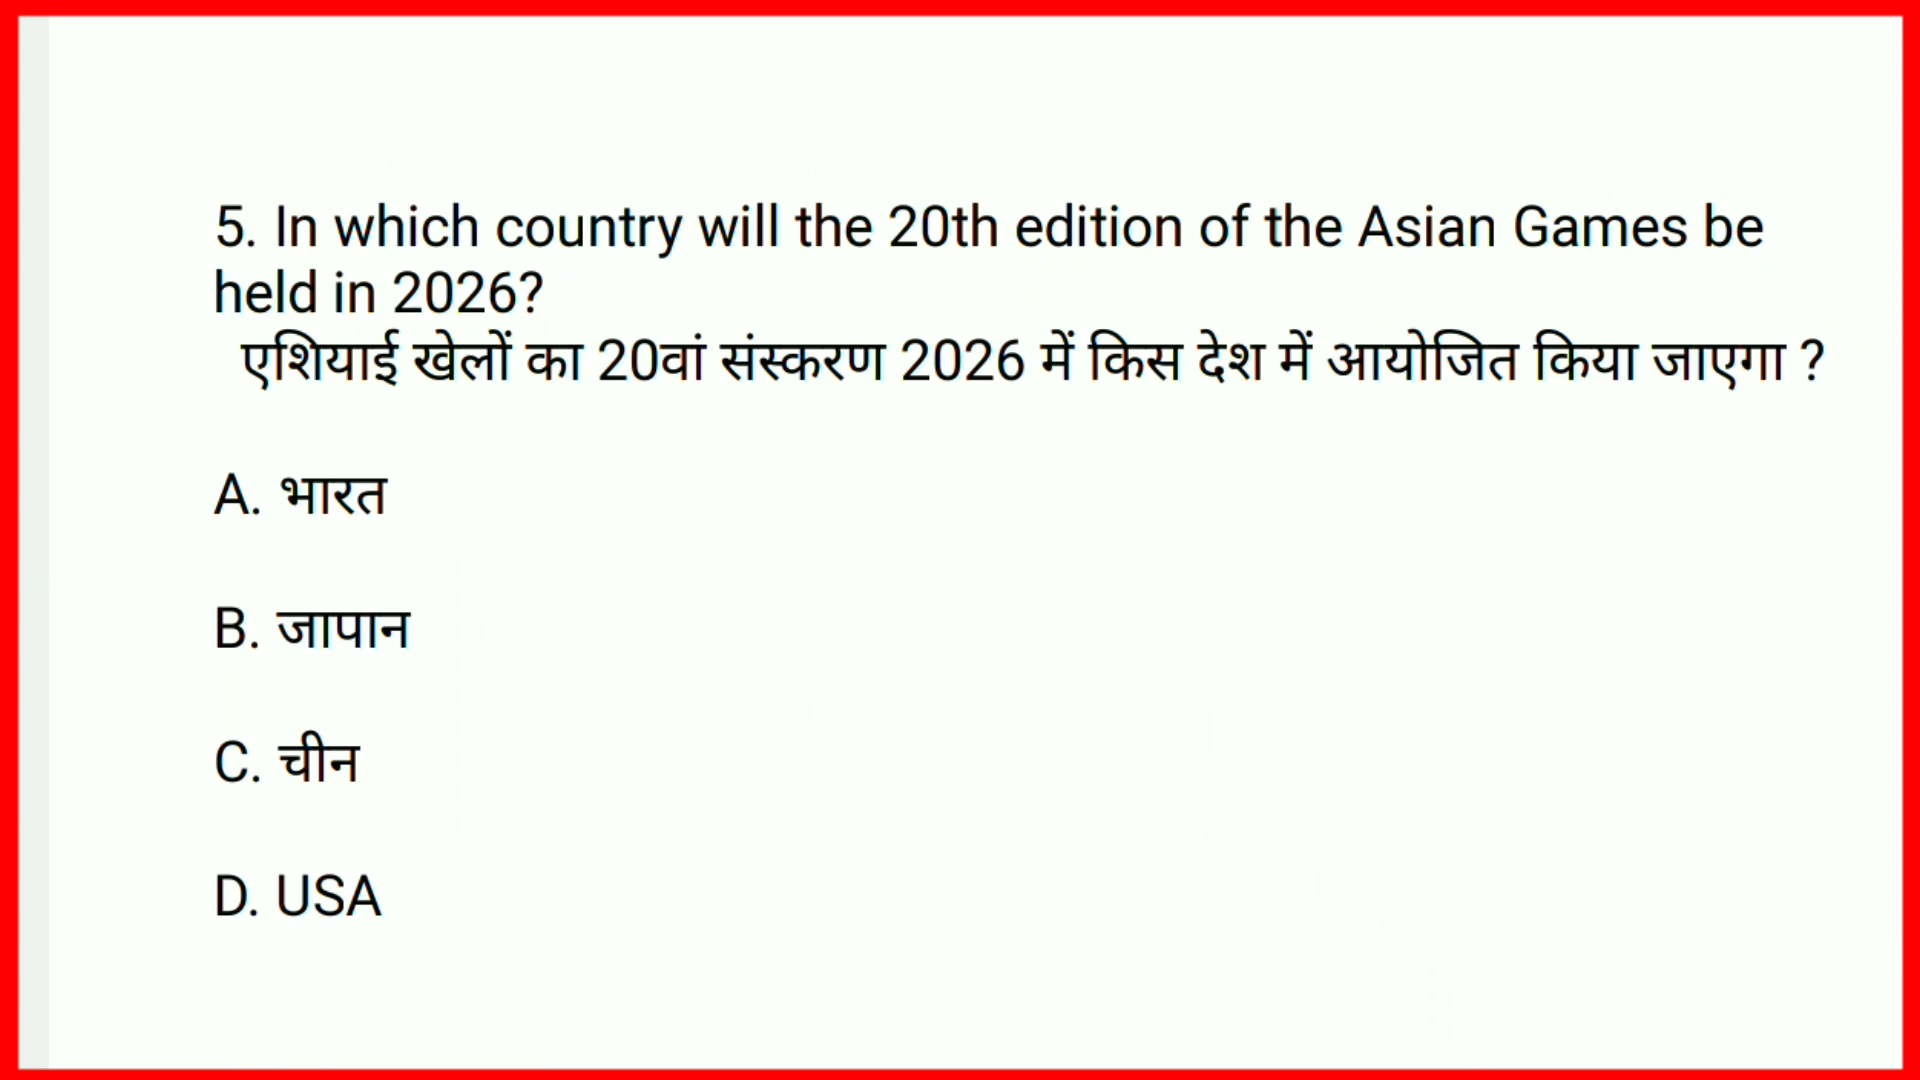 5. In which country will the 20th edition of the Asian Games be
held in 2026?
एशियाई खेलों का 20वां संस्करण 2026 में किस देश में आयोजित किया जाएगा ?
A. भारत
B. जापान
C. चीन
D. USA